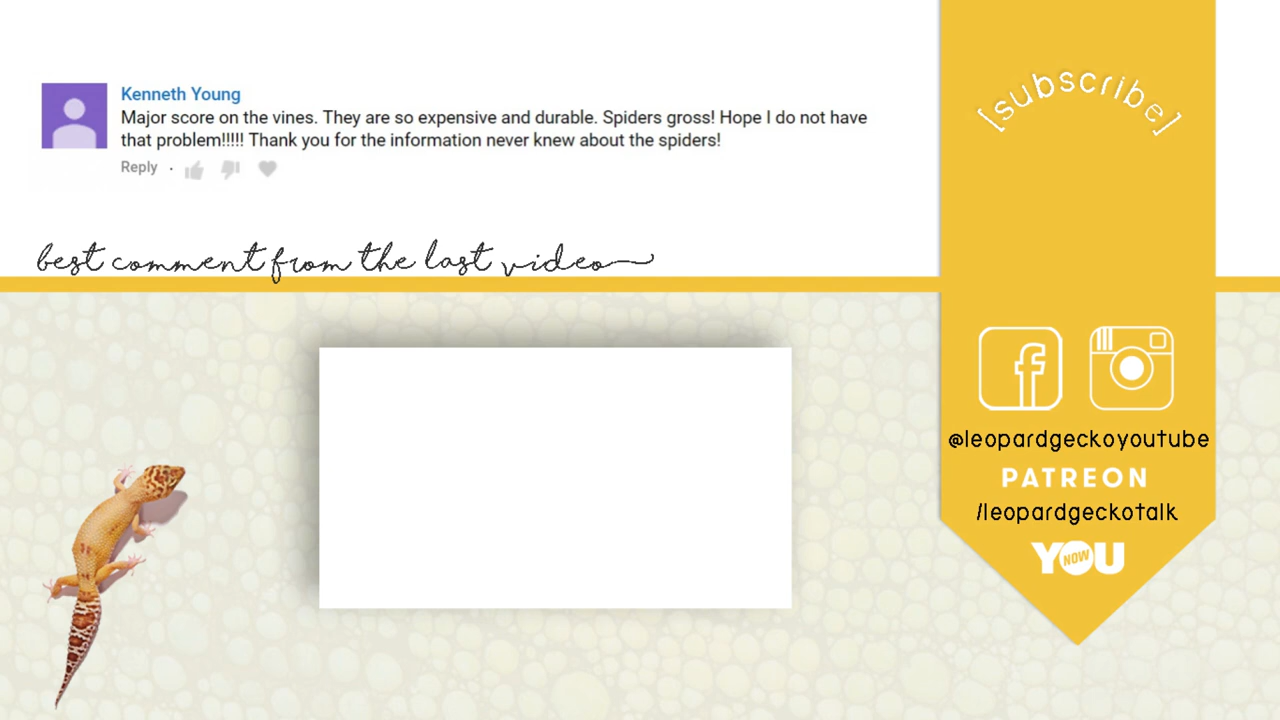 Kenneth Young
Major score on the vines. They are so expensive and durable. Spiders gross! Hope I do not have
that problem!!!!! Thank you for the information never knew about the spiders!
Reply ·
best comment from the last video
[subscribe]
@leopardgeckoyoutube
PATREON
/leopardgeckotalk
YOU NOW